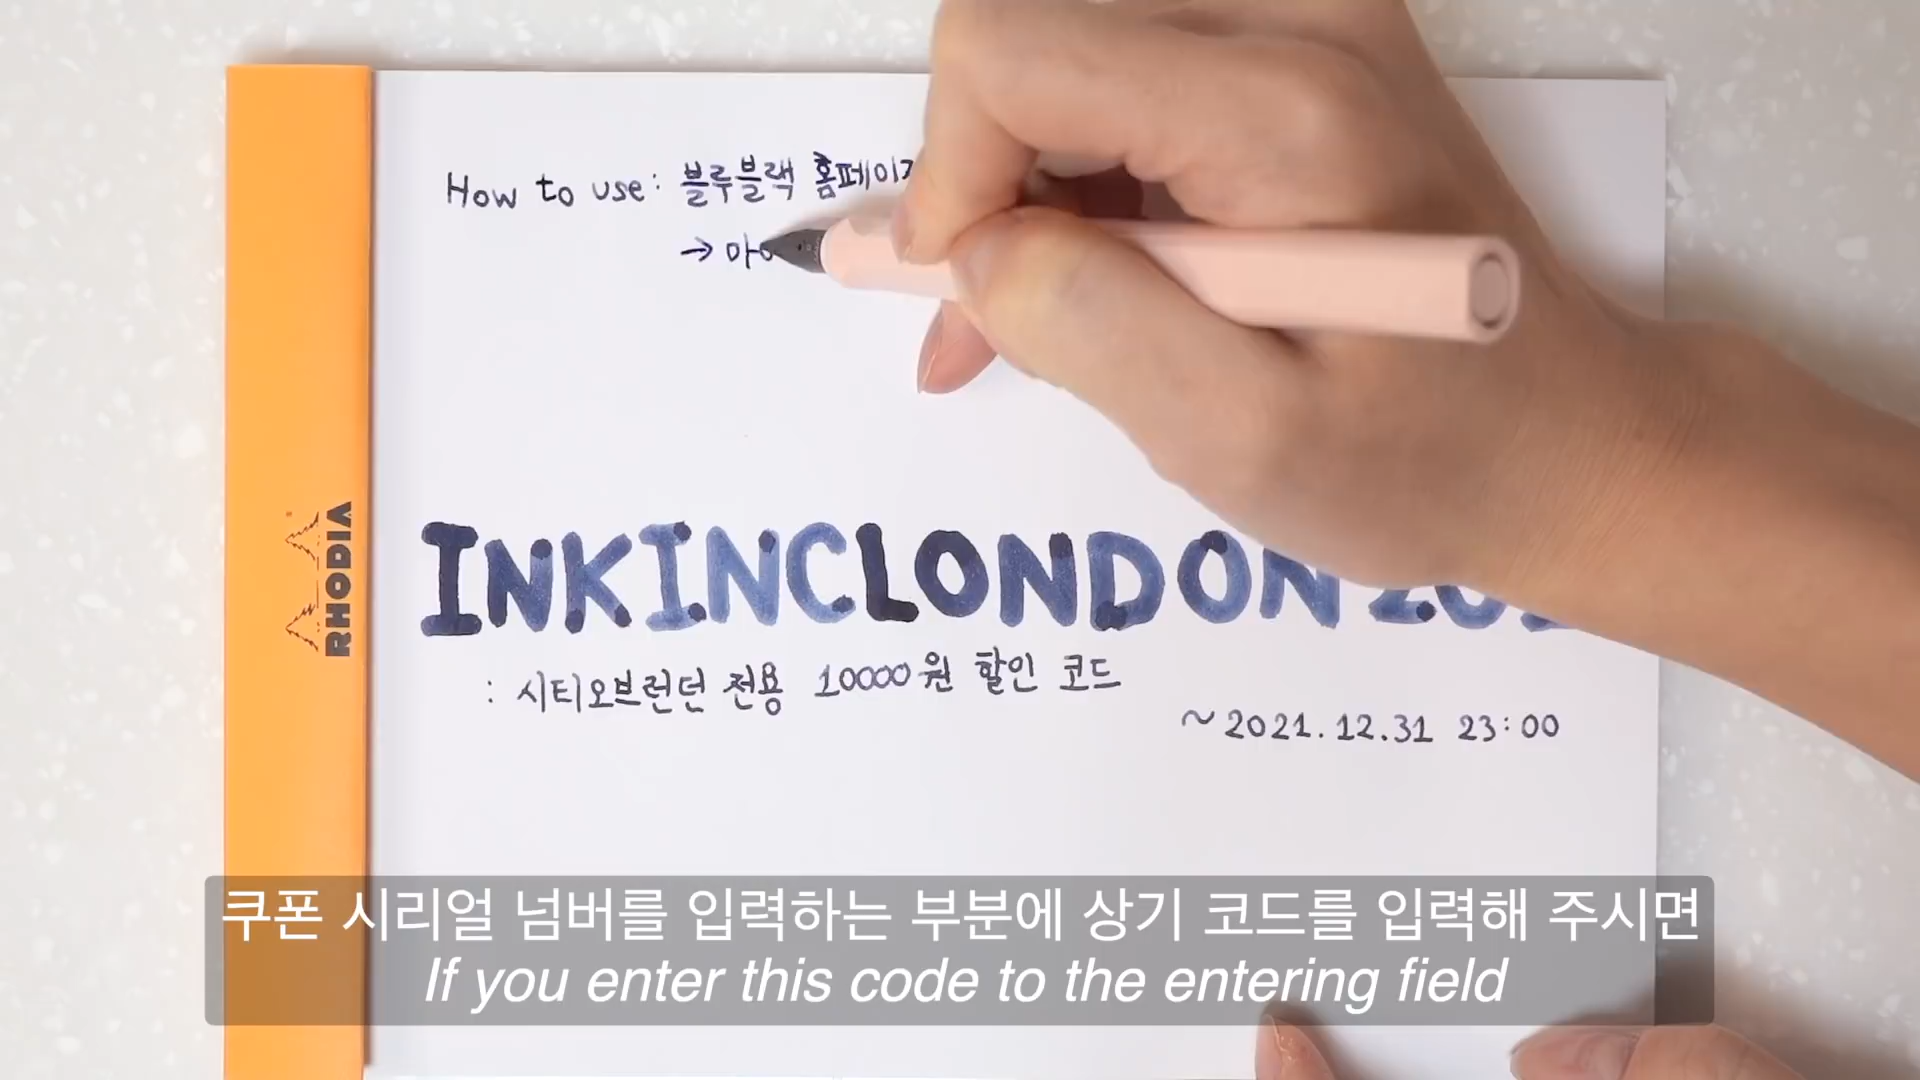 How to use: 블루블랙 홈페이지
→ 마이
RHODIA
INKINCLONDON 202
: 시티오브런던 전용 10000원 할인 코드
~2021.12.31 23:00
쿠폰 시리얼 넘버를 입력하는 부분에 상기 코드를 입력해 주시면
If you enter this code to the entering field